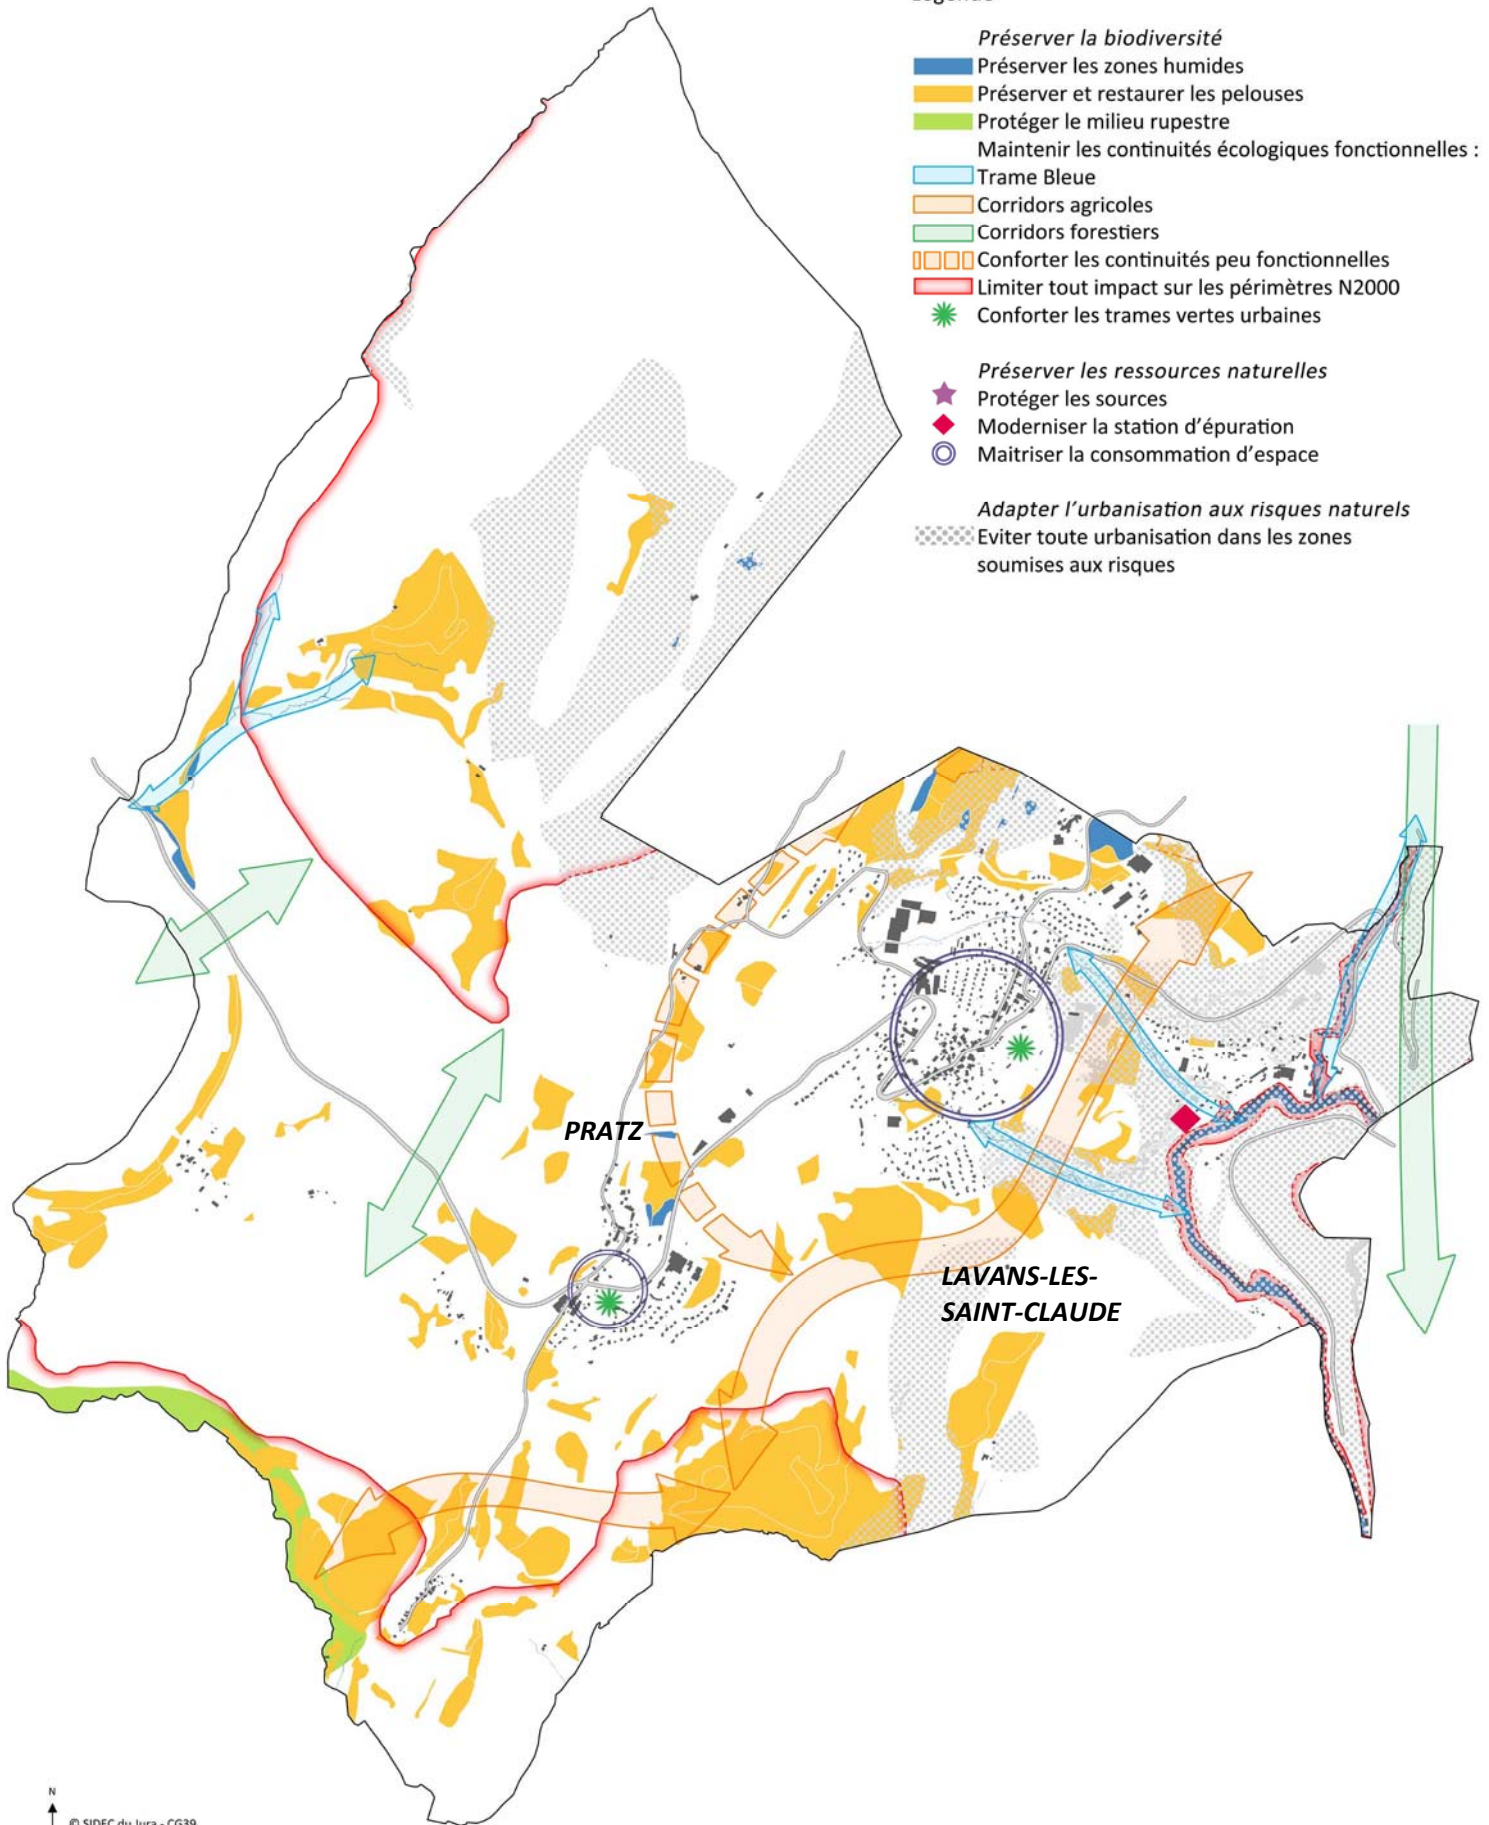 Légende
Préserver la biodiversité
Préserver les zones humides
Préserver et restaurer les pelouses
Protéger le milieu rupestre
Maintenir les continuités écologiques fonctionnelles :
Trame Bleue
Corridors agricoles
Corridors forestiers
Conforter les continuités peu fonctionnelles
Limiter tout impact sur les périmètres N2000
Conforter les trames vertes urbaines
Préserver les ressources naturelles
Protéger les sources
Moderniser la station d'épuration
Maitriser la consommation d'espace
Adapter l'urbanisation aux risques naturels
Eviter toute urbanisation dans les zones
soumises aux risques
PRATZ
LAVANS-LES-
SAINT-CLAUDE
N
© SIDEC du Jura - CG39